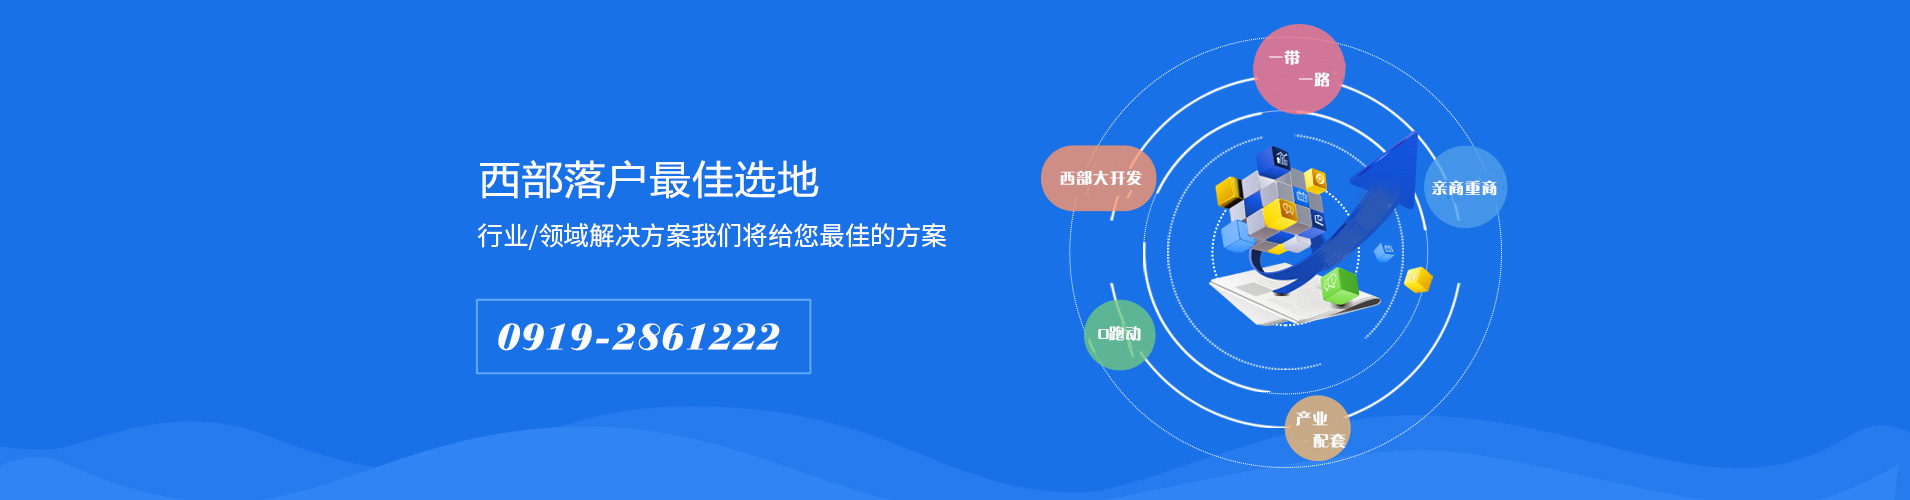 西部落户最佳选地
行业/领域解决方案我们将给您最佳的方案
0919-2861222
一带
一路
西部大开发
亲商重商
0跑动
产业
配套